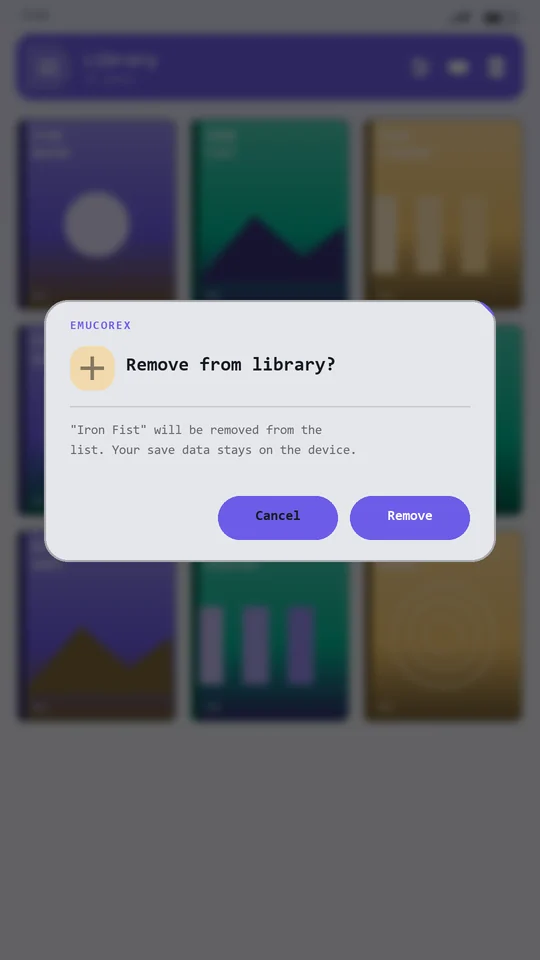 EMUCOREX
Remove from library?
"Iron Fist" will be removed from the
list. Your save data stays on the device.
Cancel
Remove